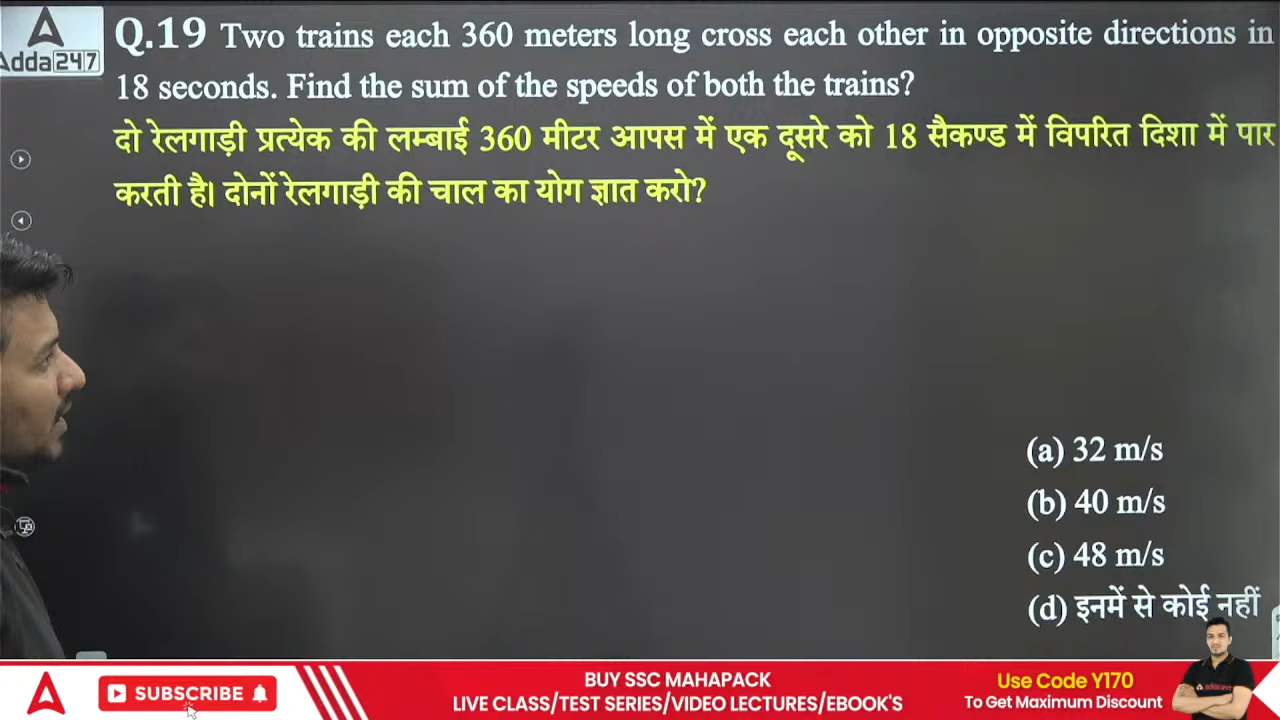 Adda 247
Q.19 Two trains each 360 meters long cross each other in opposite directions in
18 seconds. Find the sum of the speeds of both the trains?
दो रेलगाड़ी प्रत्येक की लम्बाई 360 मीटर आपस में एक दूसरे को 18 सैकण्ड में विपरित दिशा में पार
करती है। दोनों रेलगाड़ी की चाल का योग ज्ञात करो?
(a) 32 m/s
(b) 40 m/s
(c) 48 m/s
(d) इनमें से कोई नहीं
SUBSCRIBE
BUY SSC MAHAPACK
LIVE CLASS/TEST SERIES/VIDEO LECTURES/EBOOK'S
Use Code Y170
To Get Maximum Discount